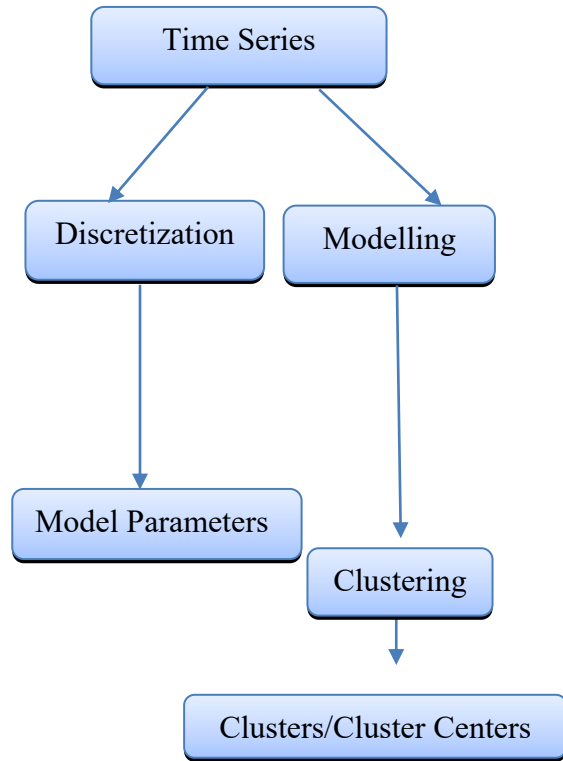 Time Series
Discretization
Modelling
Model Parameters
Clustering
Clusters/Cluster Centers